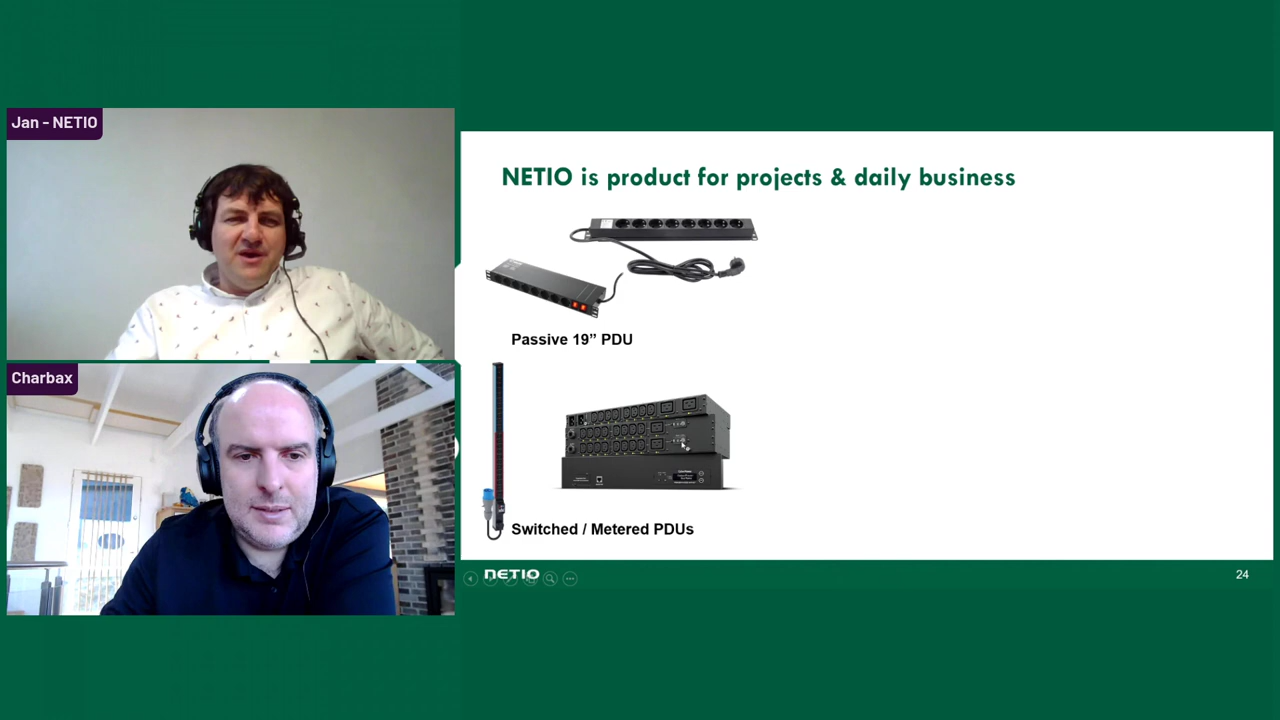 Jan - NETIO
Charbax
NETIO is product for projects & daily business
Passive 19” PDU
Switched / Metered PDUs
NETIO
24